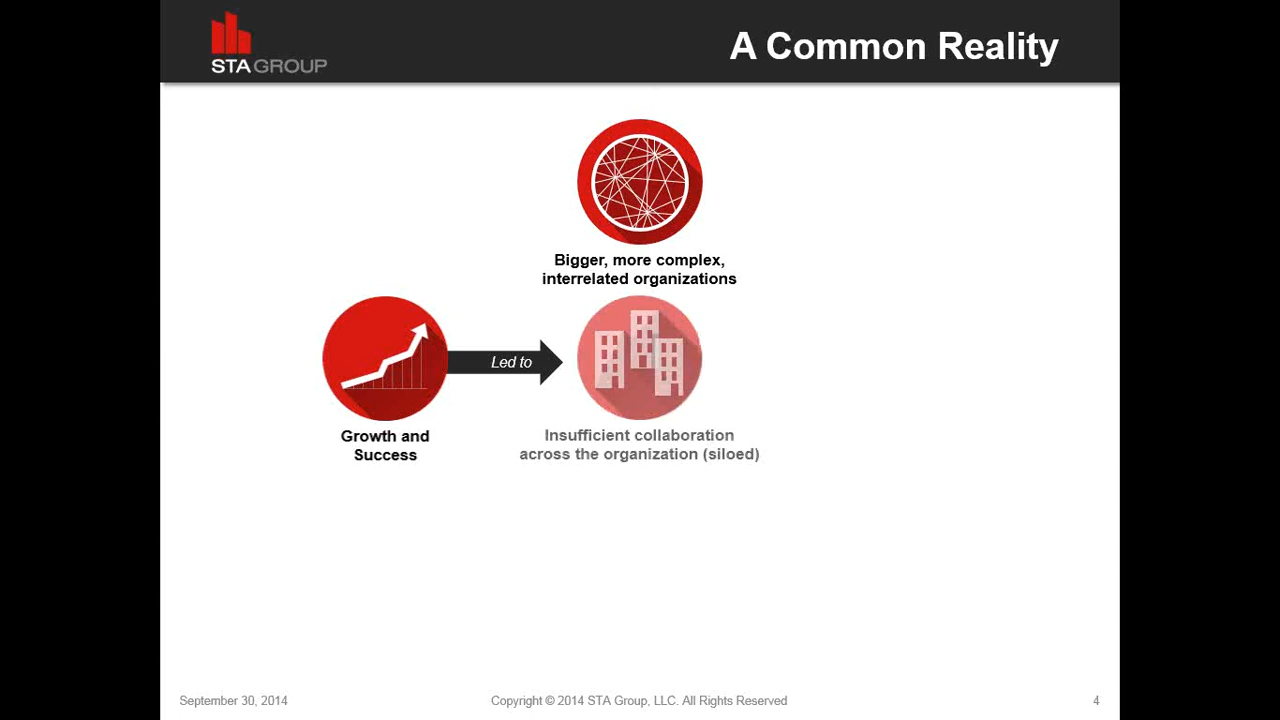 STA GROUP
A Common Reality
Bigger, more complex,
interrelated organizations
Growth and
Success
Led to
Insufficient collaboration
across the organization (siloed)
September 30, 2014
Copyright © 2014 STA Group, LLC. All Rights Reserved
4